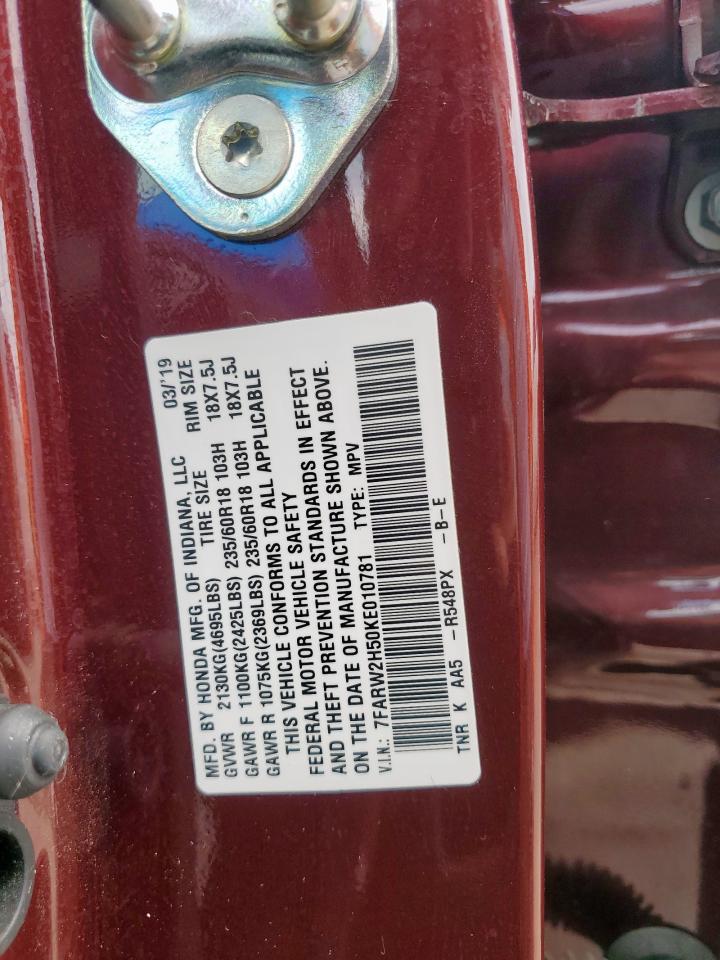 MFD. BY HONDA MFG. OF INDIANA, LLC 03/'19
GVWR 2130KG(4695LBS) TIRE SIZE RIM SIZE
GAWR F 1100KG(2425LBS) 235/60R18 103H 18X7.5J
GAWR R 1075KG(2369LBS) 235/60R18 103H 18X7.5J
THIS VEHICLE CONFORMS TO ALL APPLICABLE
FEDERAL MOTOR VEHICLE SAFETY
AND THEFT PREVENTION STANDARDS IN EFFECT
ON THE DATE OF MANUFACTURE SHOWN ABOVE.
V.I.N.: 7FARW2H50KE010781 TYPE: MPV
TNR K AA5 -R548PX -B-E